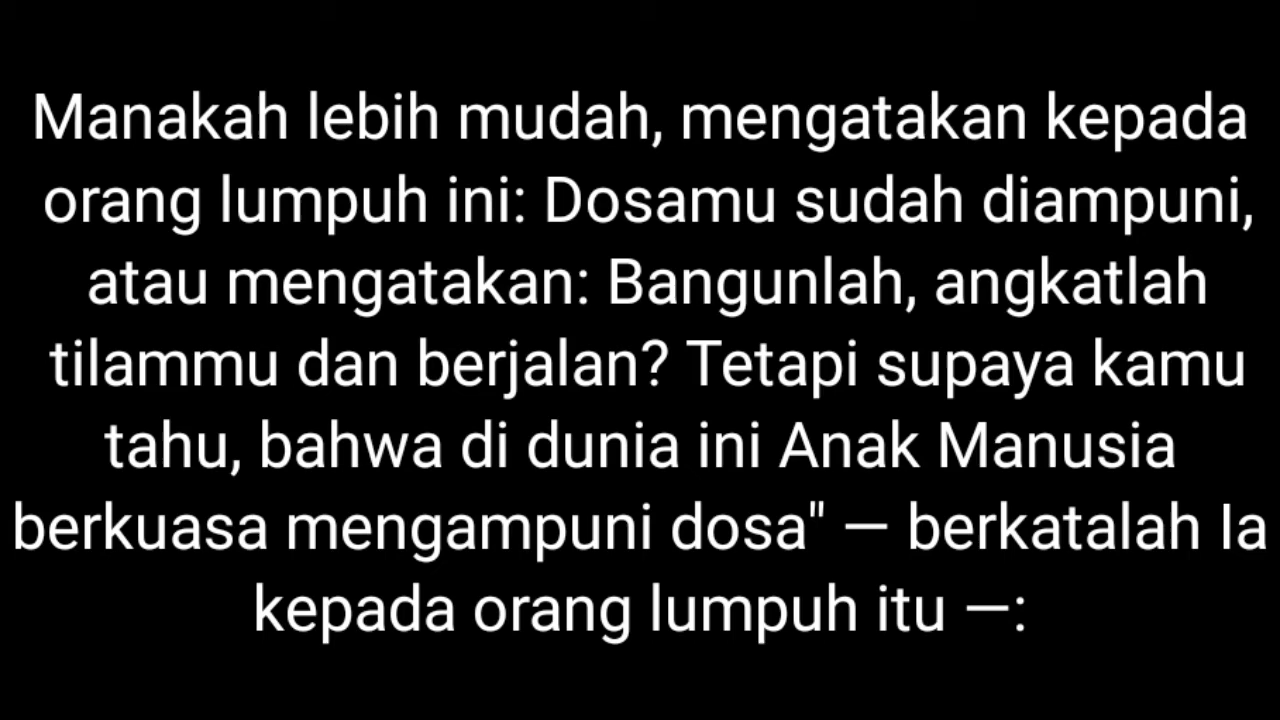 Manakah lebih mudah, mengatakan kepada
orang lumpuh ini: Dosamu sudah diampuni,
atau mengatakan: Bangunlah, angkatlah
tilammu dan berjalan? Tetapi supaya kamu
tahu, bahwa di dunia ini Anak Manusia
berkuasa mengampuni dosa" — berkatalah Ia
kepada orang lumpuh itu —: